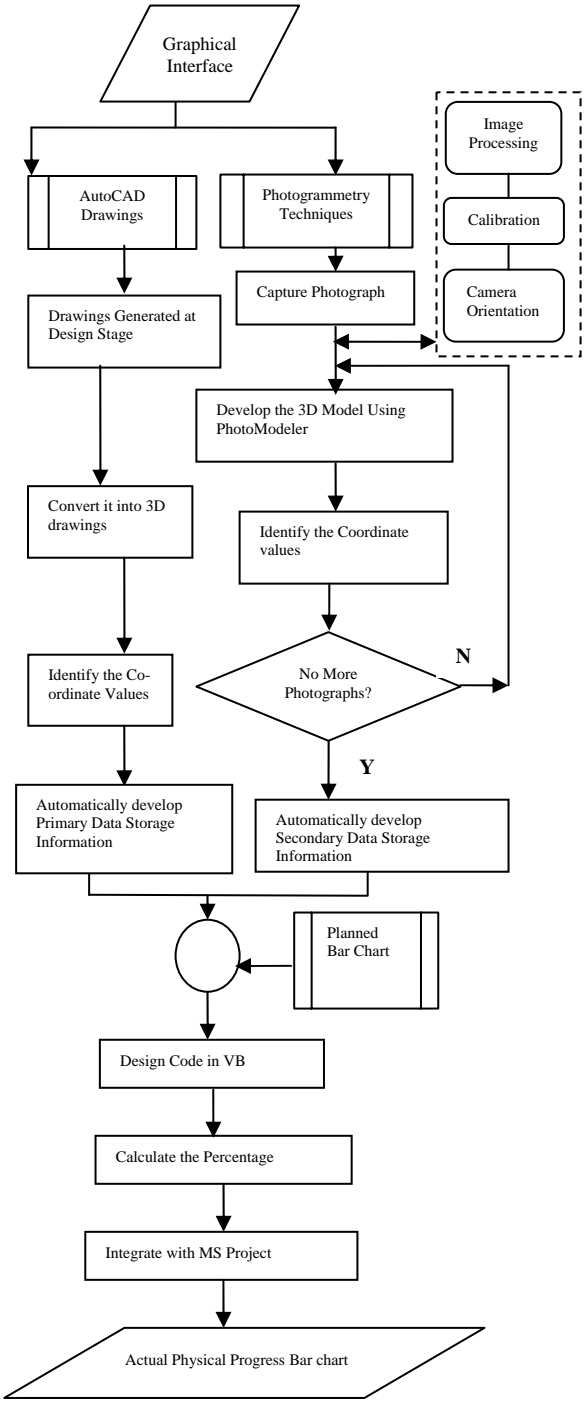 Graphical
Interface
AutoCAD
Drawings
Photogrammetry
Techniques
Image
Processing
Calibration
Camera
Orientation
Capture Photograph
Drawings Generated at
Design Stage
Develop the 3D Model Using
PhotoModeler
Convert it into 3D
drawings
Identify the Coordinate
values
Identify the Co-
ordinate Values
No More
Photographs?
N
Y
Automatically develop
Primary Data Storage
Information
Automatically develop
Secondary Data Storage
Information
Planned
Bar Chart
Design Code in VB
Calculate the Percentage
Integrate with MS Project
Actual Physical Progress Bar chart